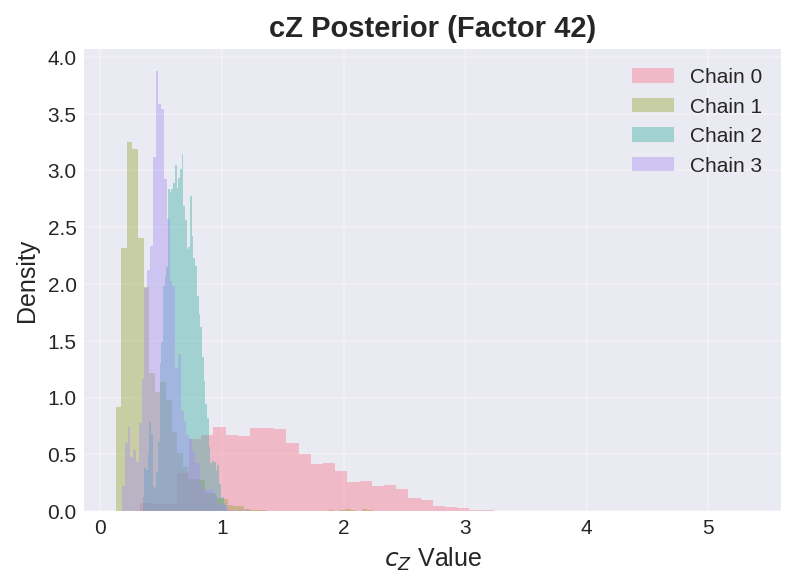 cZ Posterior (Factor 42)
4.0
3.5
3.0
2.5
2.0
1.5
1.0
0.5
0.0
Density
Chain 0
Chain 1
Chain 2
Chain 3
0 1 2 3 4 5
c_Z Value